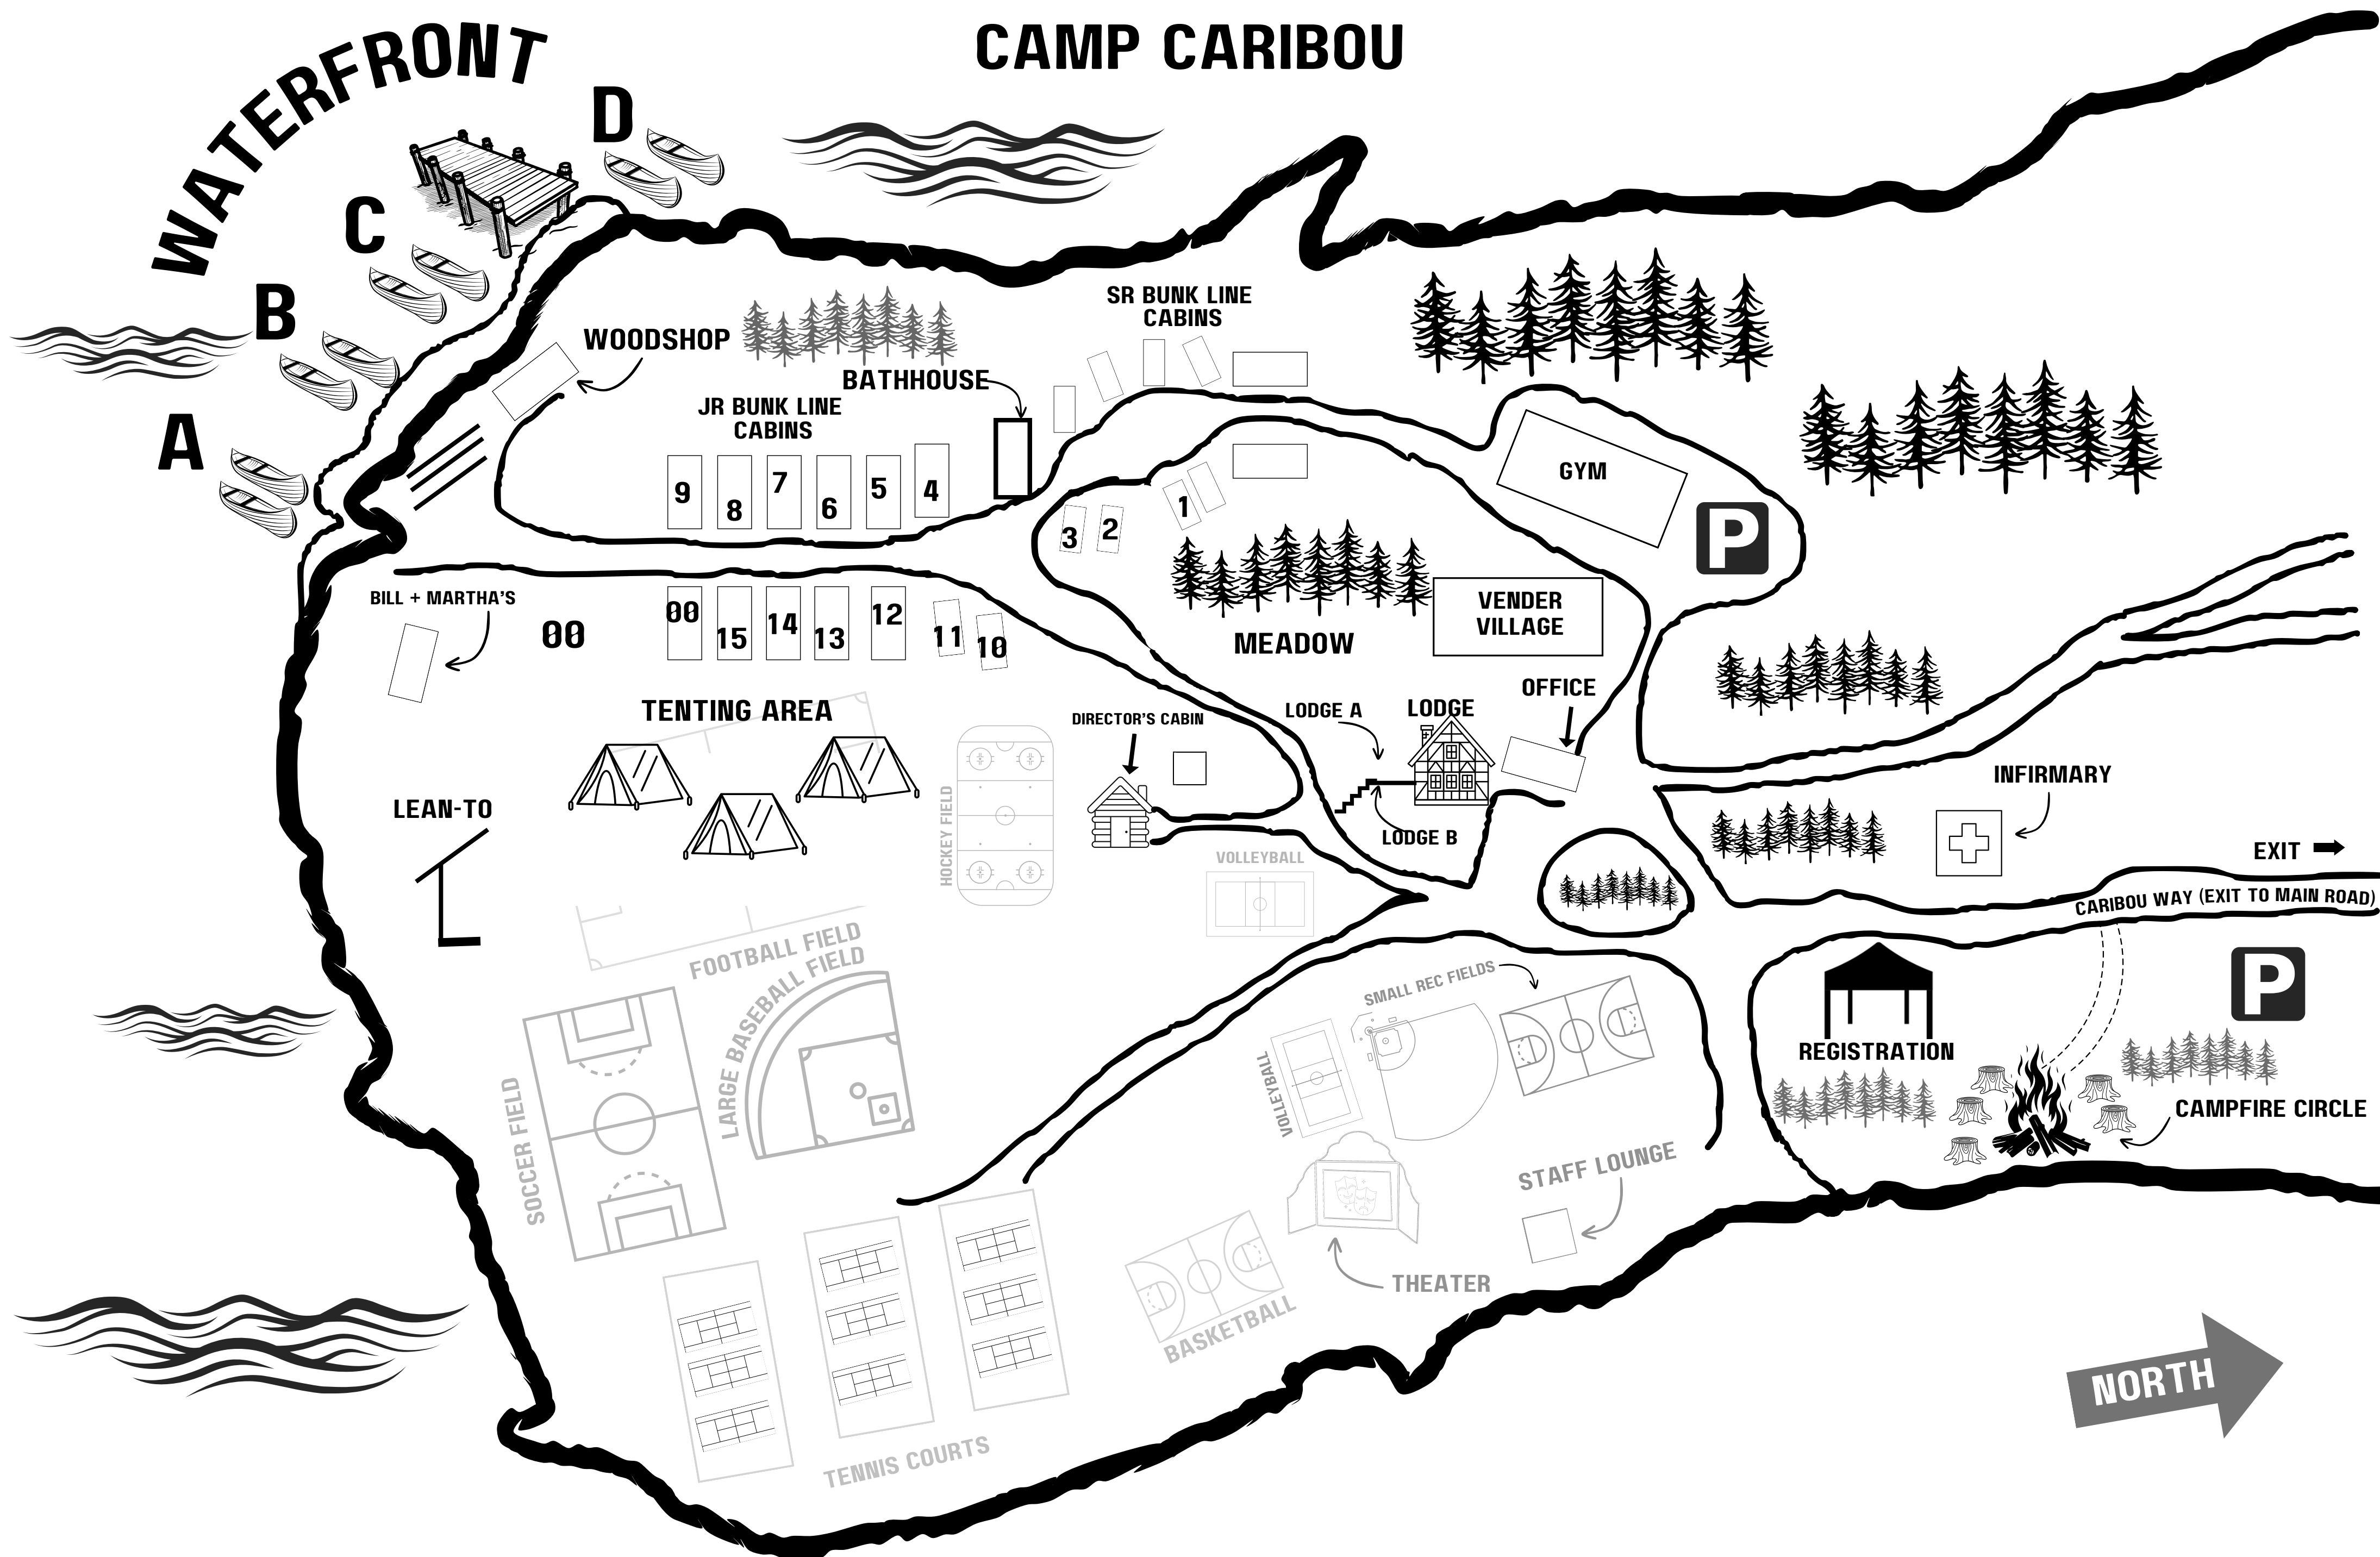 CAMP CARIBOU
WATERFRONT
D
C
B
A
WOODSHOP
SR BUNK LINE
CABINS
BATHHOUSE
JR BUNK LINE
CABINS
9
8
7
6
5
4
3
2
1
GYM
P
BILL + MARTHA'S
00
00
15
14
13
12
11
10
MEADOW
VENDER
VILLAGE
TENTING AREA
DIRECTOR'S CABIN
LODGE A
LODGE
OFFICE
LODGE B
LEAN-TO
HOCKEY FIELD
VOLLEYBALL
INFIRMARY
EXIT
CARIBOU WAY (EXIT TO MAIN ROAD)
FOOTBALL FIELD
LARGE BASEBALL FIELD
SOCCER FIELD
SMALL REC FIELDS
VOLLEYBALL
REGISTRATION
P
CAMPFIRE CIRCLE
STAFF LOUNGE
THEATER
BASKETBALL
TENNIS COURTS
NORTH